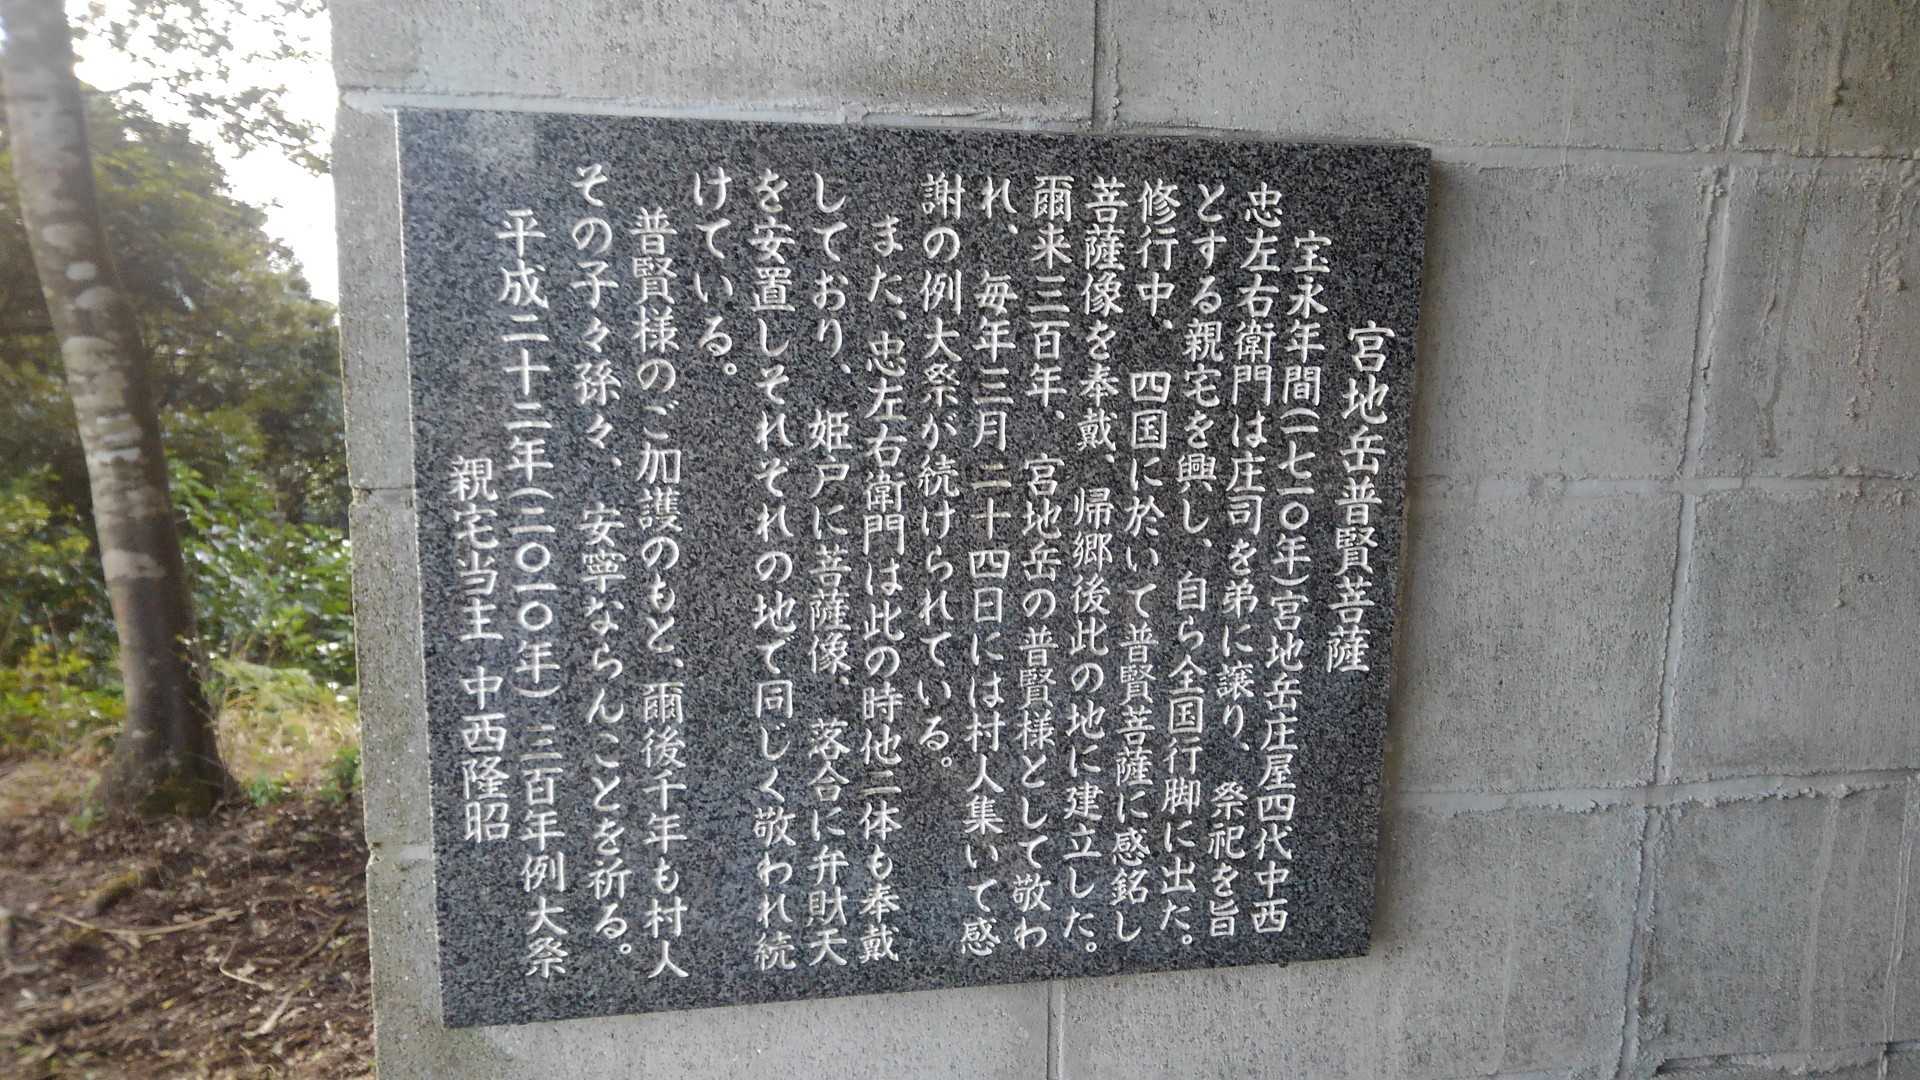 宮地岳普賢菩薩
宝永年間(一七一〇年)宮地岳庄屋四代中西
忠左右衛門は庄司を弟に譲り、祭祀を旨
とする親宅を興し、自ら全国行脚に出た。
修行中、四国に於いて普賢菩薩に感銘し
菩薩像を奉戴、帰郷後此の地に建立した。
爾来三百年、宮地岳の普賢様として敬わ
れ、毎年三月二十四日には村人集いて感
謝の例大祭が続けられている。
また、忠左右衛門は此の時他二体も奉戴
しており、姫戸に菩薩像、落合に弁財天
を安置しそれぞれの地で同じく敬われ続
けている。
普賢様のご加護のもと、爾後千年も村人
その子々孫々、安寧ならんことを祈る。
平成二十二年(二〇一〇年)三百年例大祭
親宅当主 中西隆昭